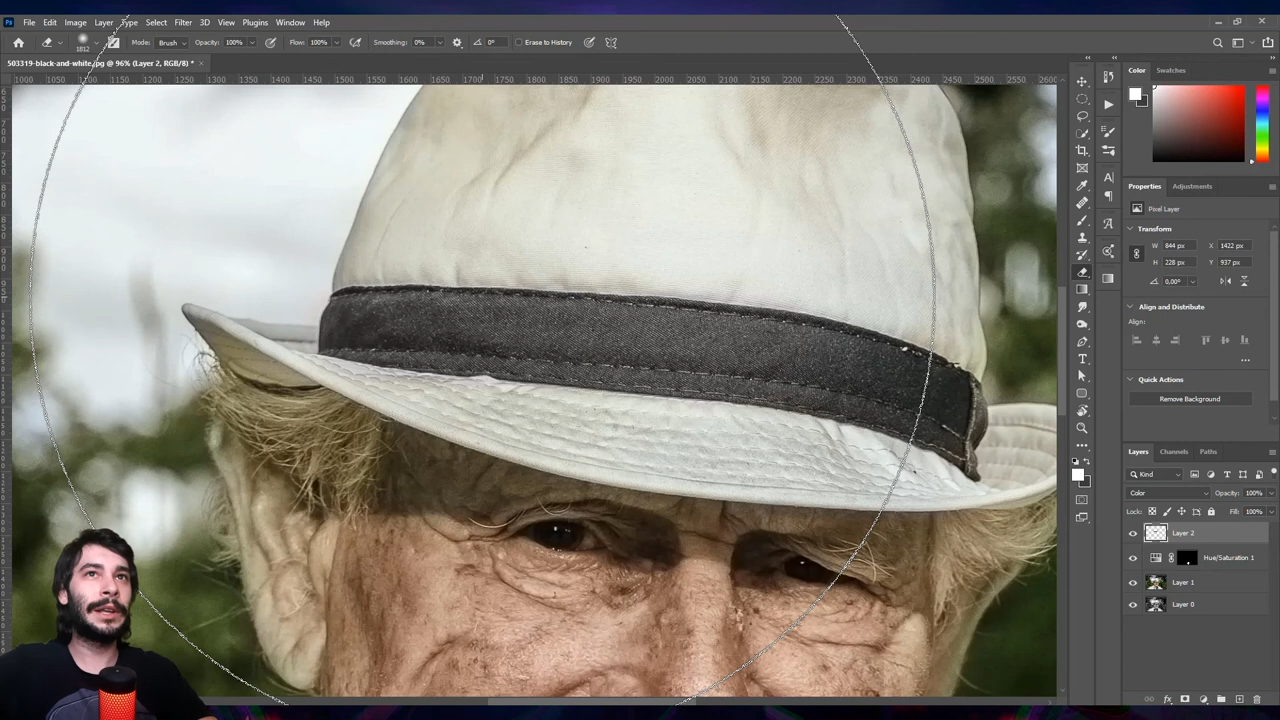 Ps File Edit Image Layer Type Select Filter 3D View Plugins Window Help
1812 Mode: Brush Opacity: 100% Flow: 100% Smoothing: 0% 0° Erase to History
503319-black-and-white.jpg @ 96% (Layer 2, RGB/8) * ×
1000 1050 1100 1150 1200 1250 1300 1350 1400 1450 1500 1550 1600 1650 1700 1750 1800 1850 1900 1950 2000 2050 2100 2150 2200 2250 2300 2350 2400 2450 2500 2550 2600
Color Swatches
Properties Adjustments
Pixel Layer
Transform
W 844 px X 1422 px
H 228 px Y 937 px
0,00°
Align and Distribute
Align:
Quick Actions
Remove Background
Layers Channels Paths
Kind
Color Opacity: 100%
Lock: Fill: 100%
Layer 2
Hue/Saturation 1
Layer 1
Layer 0